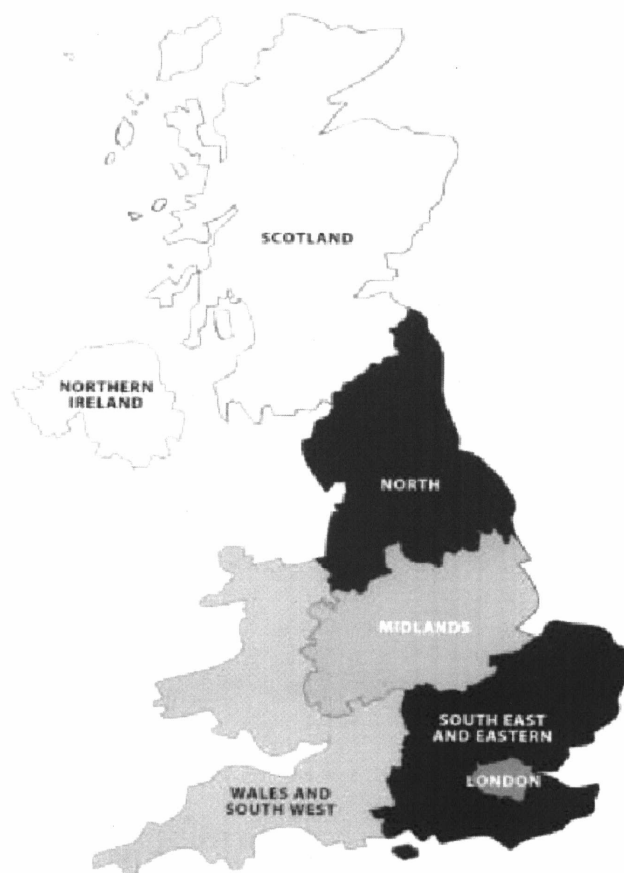 SCOTLAND
NORTHERN
IRELAND
NORTH
MIDLANDS
SOUTH EAST
AND EASTERN
LONDON
WALES AND
SOUTH WEST